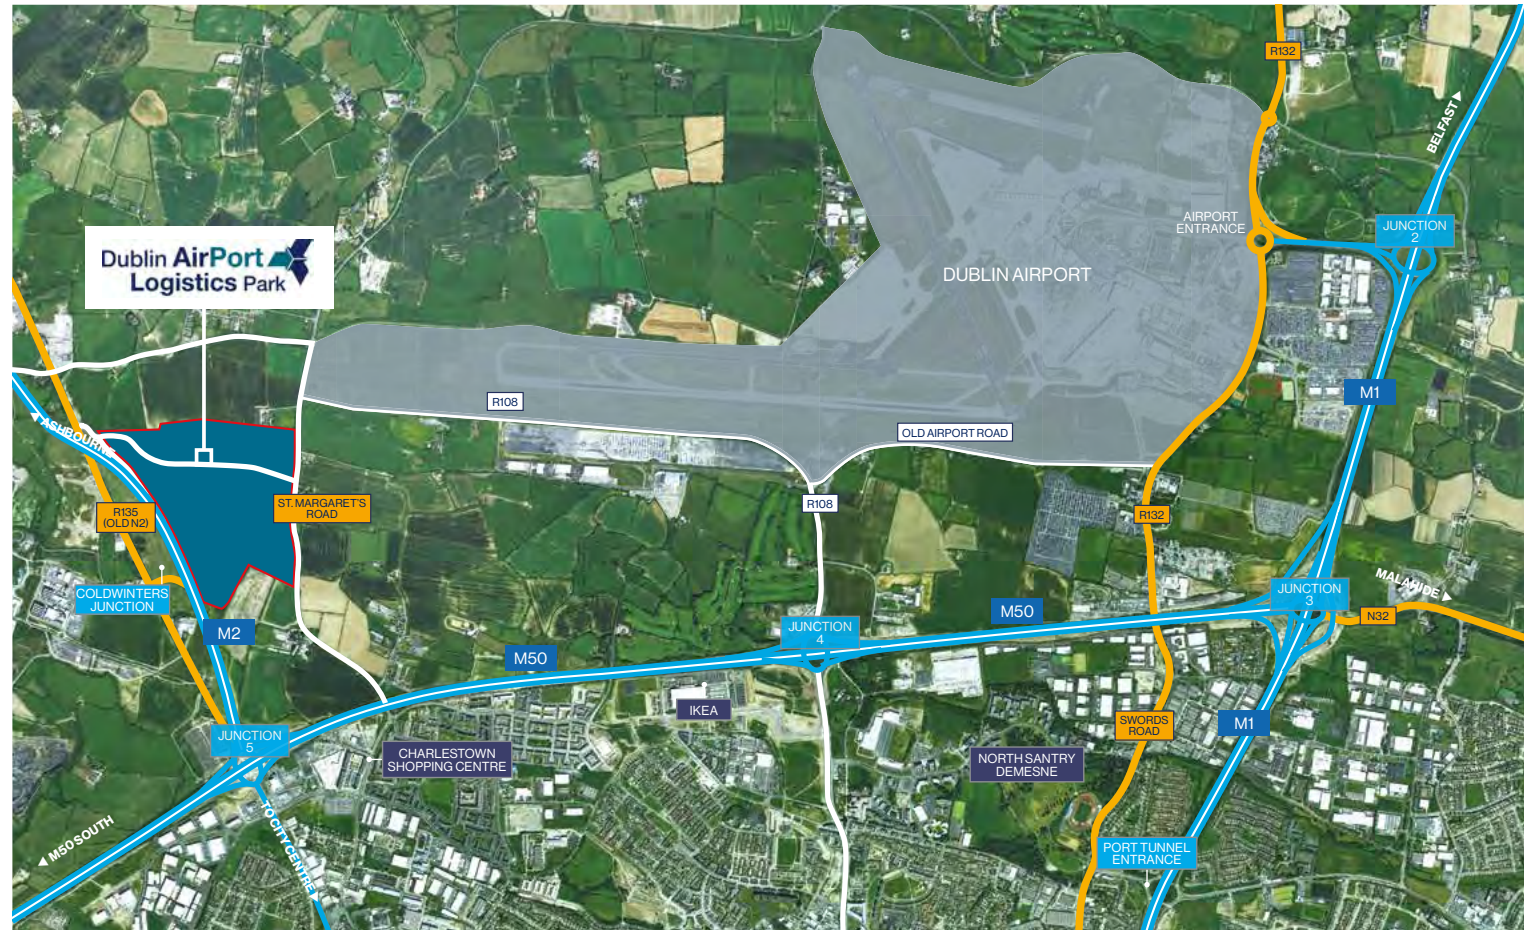 R132
BELFAST
AIRPORT
ENTRANCE
JUNCTION
2
Dublin AirPort
Logistics Park
DUBLIN AIRPORT
M1
R108
OLD AIRPORT ROAD
ASHBOURNE
R135
(OLD N2)
ST. MARGARET'S
ROAD
R108
R132
COLDWINTERS
JUNCTION
MALAHIDE
JUNCTION
3
N32
M50
M2
JUNCTION
4
M50
IKEA
SWORDS
ROAD
M1
JUNCTION
5
CHARLESTOWN
SHOPPING CENTRE
NORTH SANTRY
DEMESNE
M50 SOUTH
TO CITY CENTRE
PORT TUNNEL
ENTRANCE